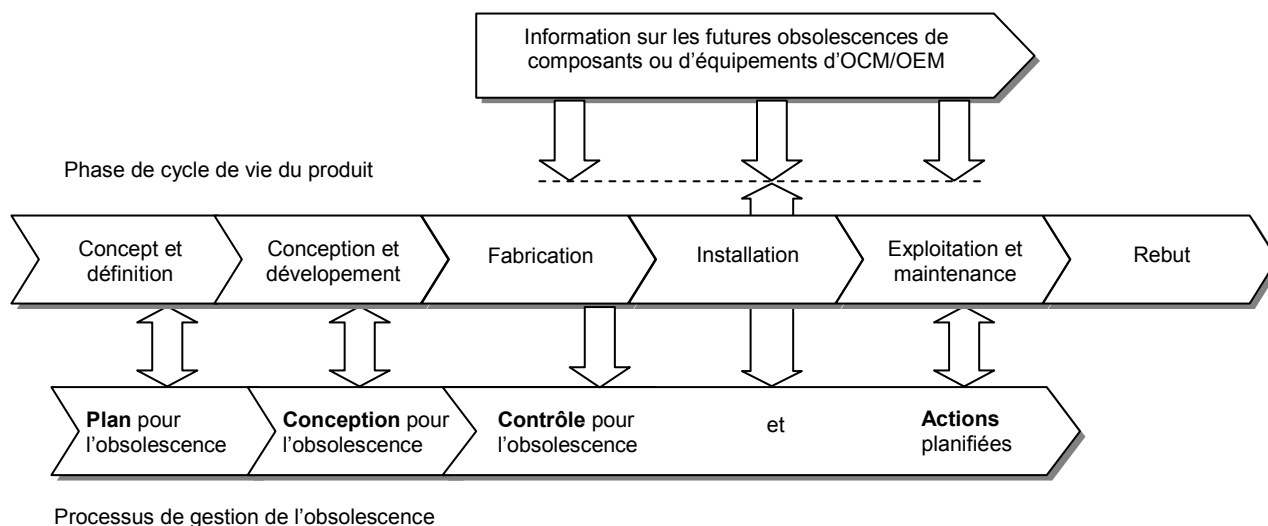 Information sur les futures obsolescences de
composants ou d'équipements d'OCM/OEM
Phase de cycle de vie du produit
Concept et
définition
Conception et
dévelopement
Fabrication
Installation
Exploitation et
maintenance
Rebut
Plan pour
l'obsolescence
Conception pour
l'obsolescence
Contrôle pour
l'obsolescence
et
Actions
planifiées
Processus de gestion de l'obsolescence